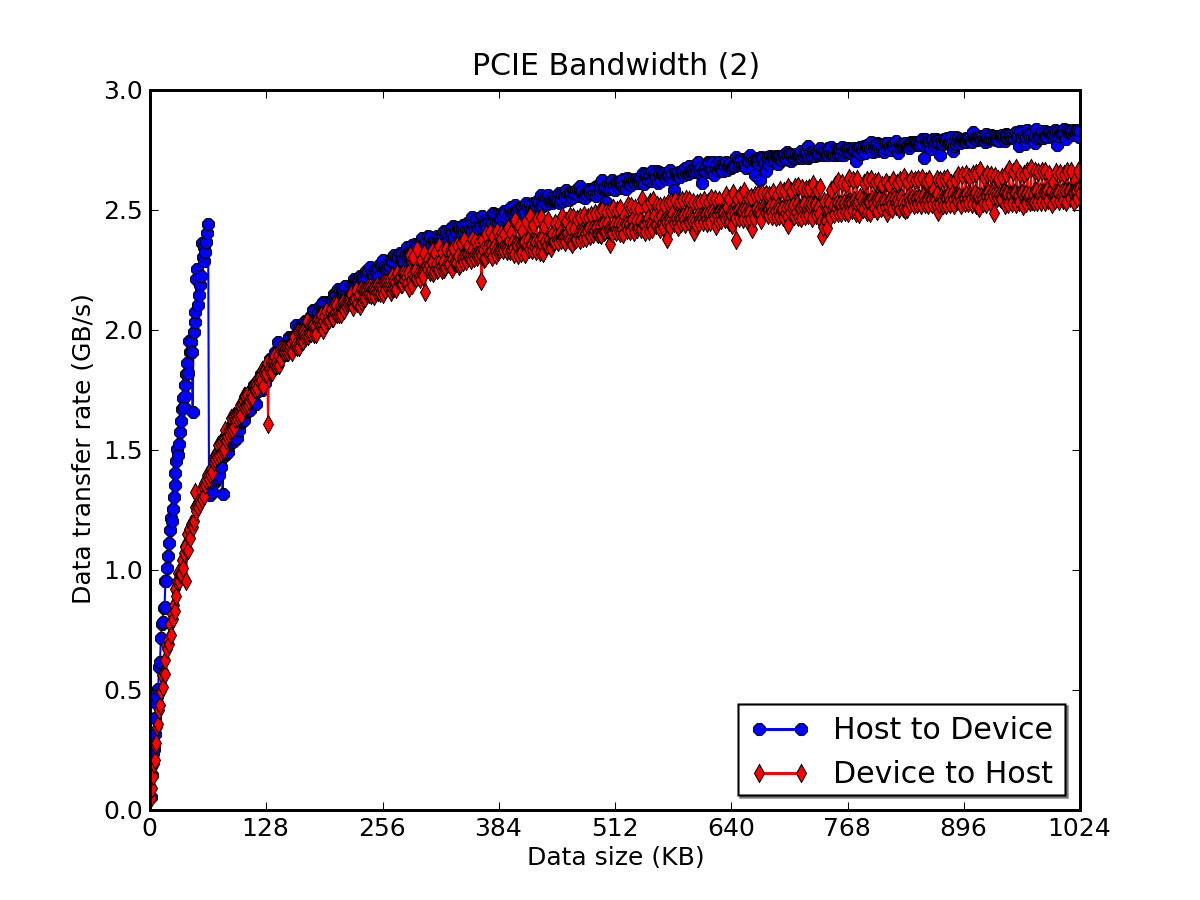 PCIE Bandwidth (2)
Data transfer rate (GB/s)
3.0
2.5
2.0
1.5
1.0
0.5
0.0
0 128 256 384 512 640 768 896 1024
Data size (KB)
Host to Device
Device to Host